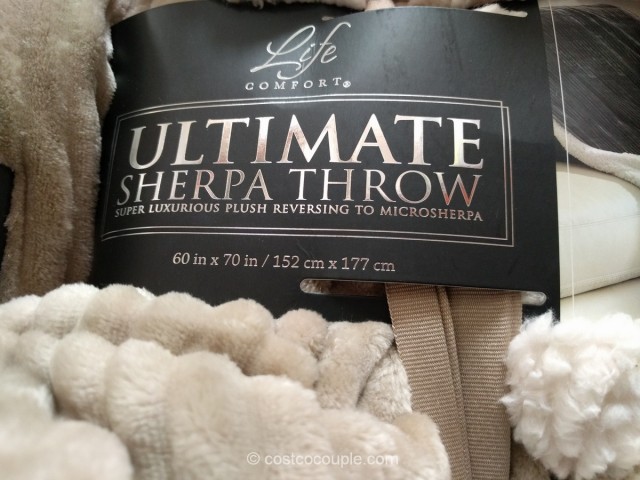 Life
COMFORT®
ULTIMATE
SHERPA THROW
SUPER LUXURIOUS PLUSH REVERSING TO MICROSHERPA
60 in x 70 in / 152 cm x 177 cm
© costcocouple.com